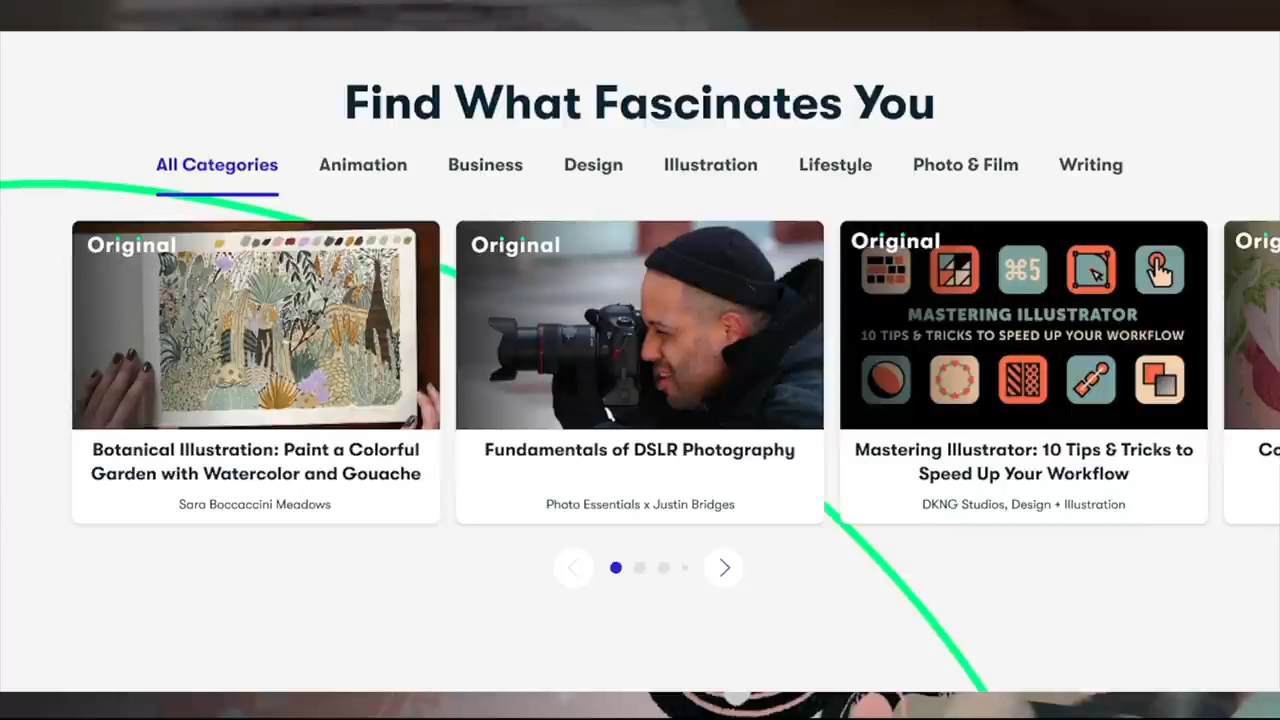 Find What Fascinates You
All Categories Animation Business Design Illustration Lifestyle Photo & Film Writing
Original
Botanical Illustration: Paint a Colorful
Garden with Watercolor and Gouache
Sara Boccaccini Meadows
Original
Fundamentals of DSLR Photography
Photo Essentials x Justin Bridges
Original
⌘5
MASTERING ILLUSTRATOR
10 TIPS & TRICKS TO SPEED UP YOUR WORKFLOW
Mastering Illustrator: 10 Tips & Tricks to
Speed Up Your Workflow
DKNG Studios, Design + Illustration
Orig
Co